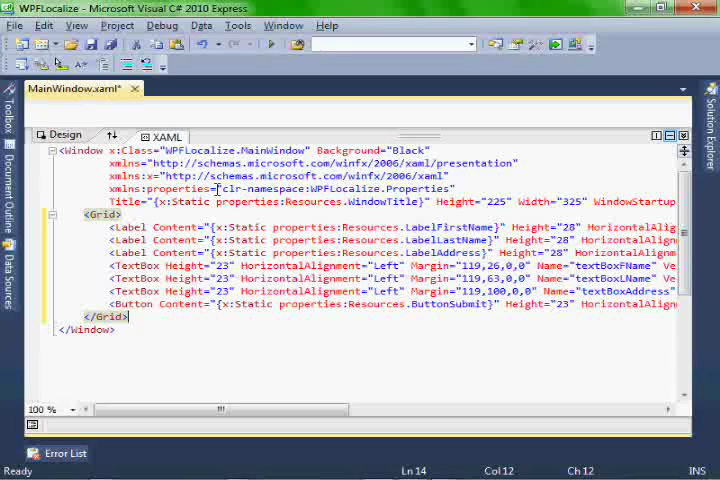 WPFLocalize - Microsoft Visual C# 2010 Express
File Edit View Project Debug Data Tools Window Help
MainWindow.xaml*
Design XAML
<Window x:Class="WPFLocalize.MainWindow" Background="Black"
xmlns="http://schemas.microsoft.com/winfx/2006/xaml/presentation"
xmlns:x="http://schemas.microsoft.com/winfx/2006/xaml"
xmlns:properties="clr-namespace:WPFLocalize.Properties"
Title="{x:Static properties:Resources.WindowTitle}" Height="225" Width="325" WindowStartup
<Grid>
<Label Content="{x:Static properties:Resources.LabelFirstName}" Height="28" HorizontalAlig
<Label Content="{x:Static properties:Resources.LabelLastName}" Height="28" HorizontalAlign
<Label Content="{x:Static properties:Resources.LabelAddress}" Height="28" HorizontalAlignm
<TextBox Height="23" HorizontalAlignment="Left" Margin="119,26,0,0" Name="textBoxFName" Ve
<TextBox Height="23" HorizontalAlignment="Left" Margin="119,63,0,0" Name="textBoxLName" Ve
<TextBox Height="23" HorizontalAlignment="Left" Margin="119,100,0,0" Name="textBoxAddress"
<Button Content="{x:Static properties:Resources.ButtonSubmit}" Height="23" HorizontalAlignm
</Grid>
</Window>
100 %
Error List
Ready Ln 14 Col 12 Ch 12 INS
Toolbox
Document Outline
Data Sources
Solution Explorer